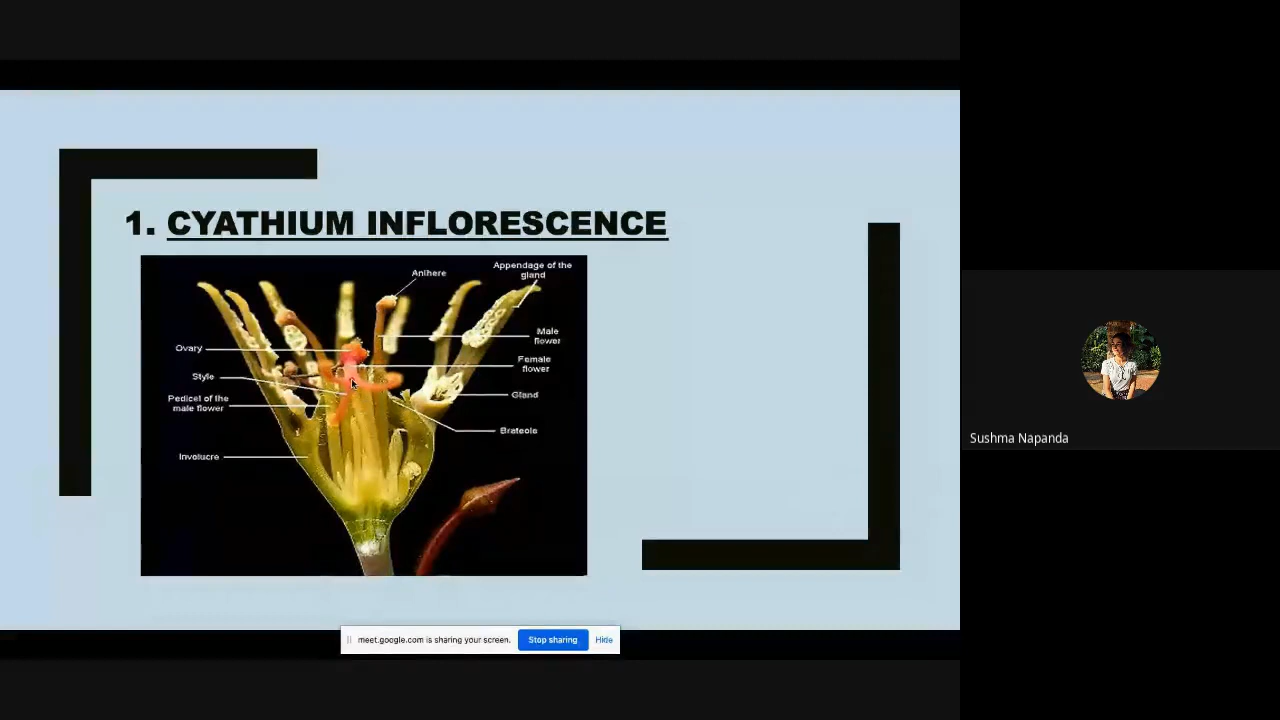 1. CYATHIUM INFLORESCENCE
Anthere
Appendage of the
gland
Male
flower
Ovary
Female
flower
Style
Gland
Pedicel of the
male flower
Brateole
Involucre
Sushma Napanda
meet.google.com is sharing your screen.
Stop sharing
Hide